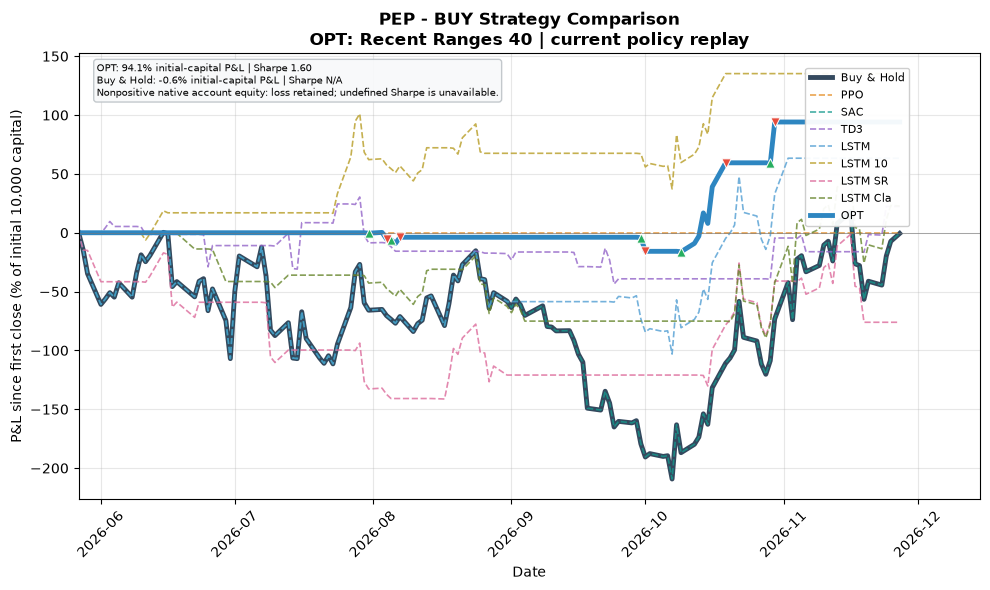 PEP - BUY Strategy Comparison
OPT: Recent Ranges 40 | current policy replay
OPT: 94.1% initial-capital P&L | Sharpe 1.60
Buy & Hold: -0.6% initial-capital P&L | Sharpe N/A
Nonpositive native account equity: loss retained; undefined Sharpe is unavailable.
Buy & Hold
PPO
SAC
TD3
LSTM
LSTM 10
LSTM SR
LSTM Cla
OPT
P&L since first close (% of initial 10,000 capital)
150
100
50
0
−50
−100
−150
−200
2026-06
2026-07
2026-08
2026-09
2026-10
2026-11
2026-12
Date